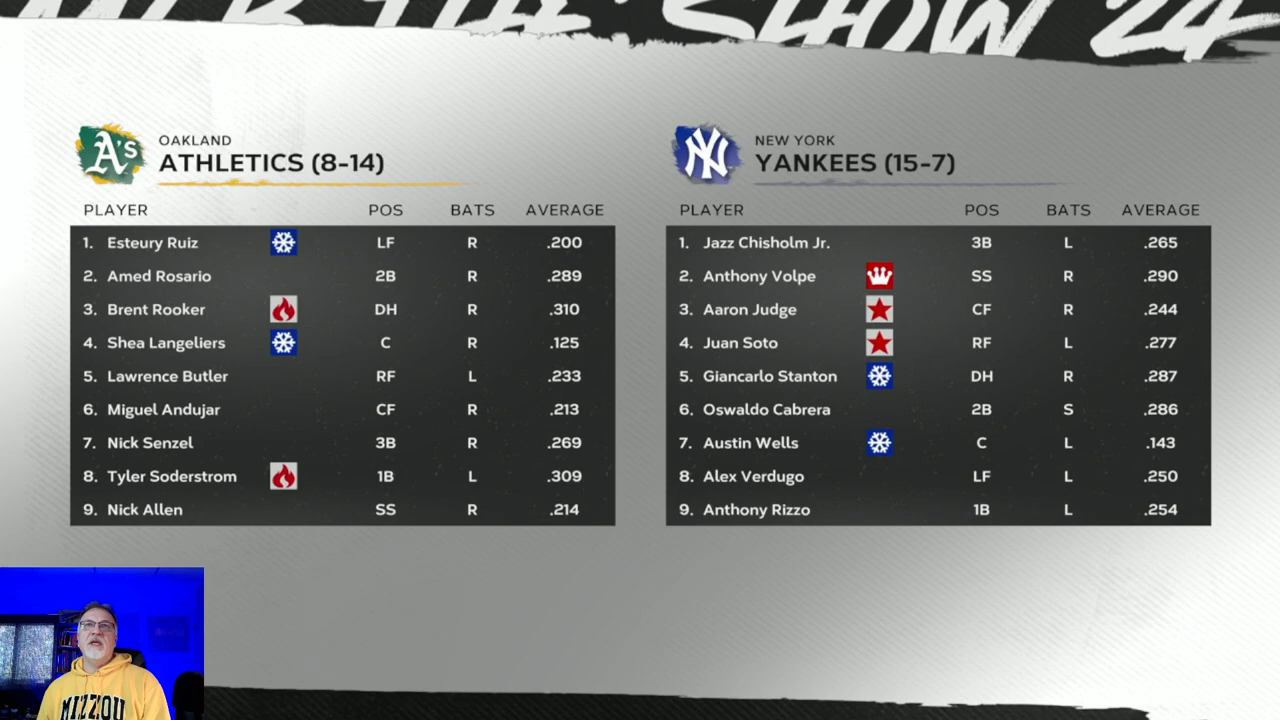 MLB THE SHOW 24
A's
OAKLAND
ATHLETICS (8-14)
PLAYER POS BATS AVERAGE
1. Esteury Ruiz LF R .200
2. Amed Rosario 2B R .289
3. Brent Rooker DH R .310
4. Shea Langeliers C R .125
5. Lawrence Butler RF L .233
6. Miguel Andujar CF R .213
7. Nick Senzel 3B R .269
8. Tyler Soderstrom 1B L .309
9. Nick Allen SS R .214
NY
NEW YORK
YANKEES (15-7)
PLAYER POS BATS AVERAGE
1. Jazz Chisholm Jr. 3B L .265
2. Anthony Volpe SS R .290
3. Aaron Judge CF R .244
4. Juan Soto RF L .277
5. Giancarlo Stanton DH R .287
6. Oswaldo Cabrera 2B S .286
7. Austin Wells C L .143
8. Alex Verdugo LF L .250
9. Anthony Rizzo 1B L .254
MIZZOU